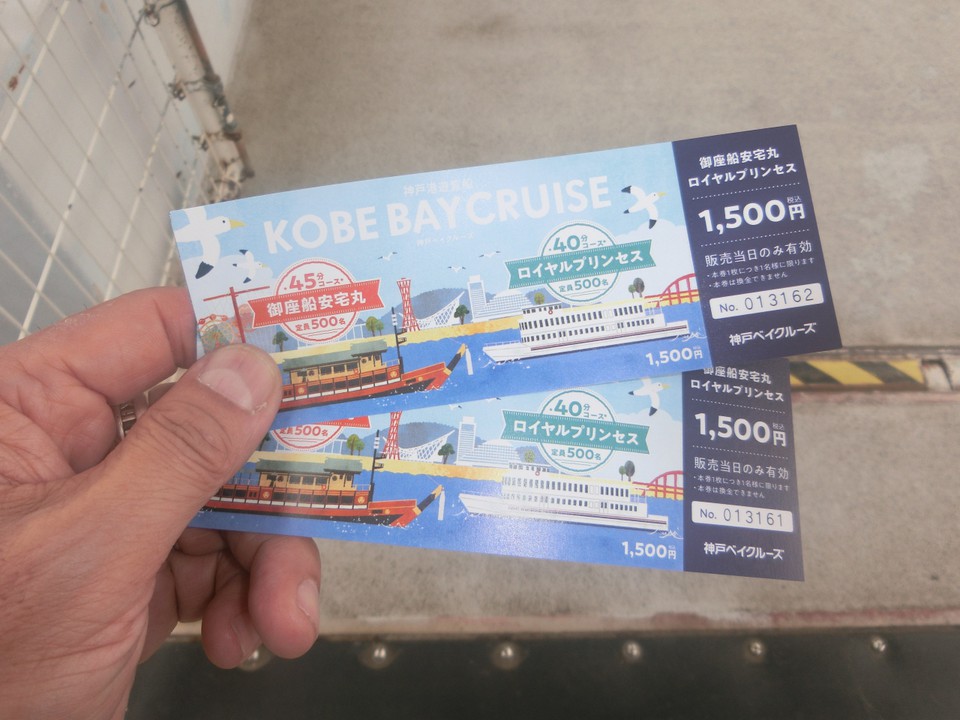 神戸港遊覧船
KOBE BAYCRUISE
神戸ベイクルーズ
45分
コース
御座船安宅丸
定員500名
40分
コース
ロイヤルプリンセス
定員500名
1,500円
御座船安宅丸
ロイヤルプリンセス
税込
1,500円
販売当日のみ有効
・本券1枚につき1名様に限ります
・本券は換金できません
No. 013162
神戸ベイクルーズ
定員500名
40分
コース
ロイヤルプリンセス
定員500名
1,500円
御座船安宅丸
ロイヤルプリンセス
税込
1,500円
販売当日のみ有効
・本券1枚につき1名様に限ります
・本券は換金できません
No. 013161
神戸ベイクルーズ